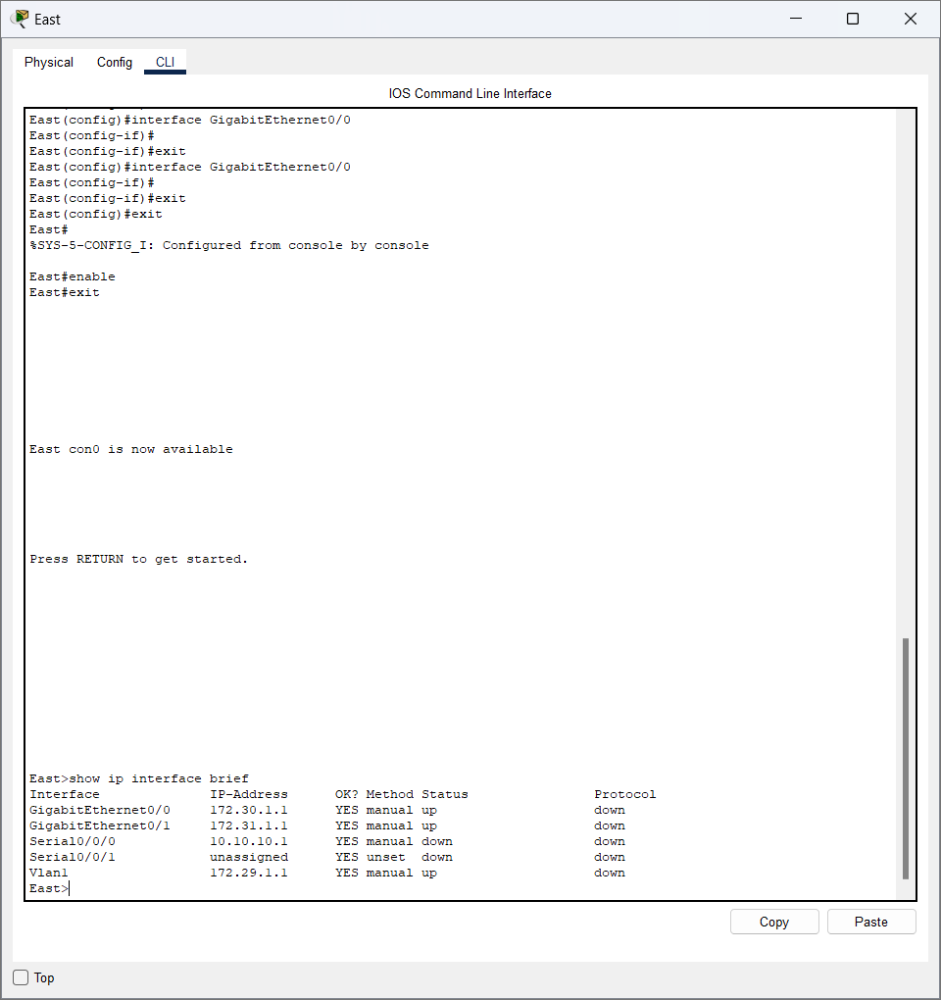 East
Physical Config CLI
IOS Command Line Interface
East(config)#interface GigabitEthernet0/0
East(config-if)#
East(config-if)#exit
East(config)#interface GigabitEthernet0/0
East(config-if)#
East(config-if)#exit
East(config)#exit
East#
%SYS-5-CONFIG_I: Configured from console by console
East#enable
East#exit
East con0 is now available
Press RETURN to get started.
East>show ip interface brief
Interface IP-Address OK? Method Status Protocol
GigabitEthernet0/0 172.30.1.1 YES manual up down
GigabitEthernet0/1 172.31.1.1 YES manual up down
Serial0/0/0 10.10.10.1 YES manual down down
Serial0/0/1 unassigned YES unset down down
Vlan1 172.29.1.1 YES manual up down
East>
Copy Paste
Top